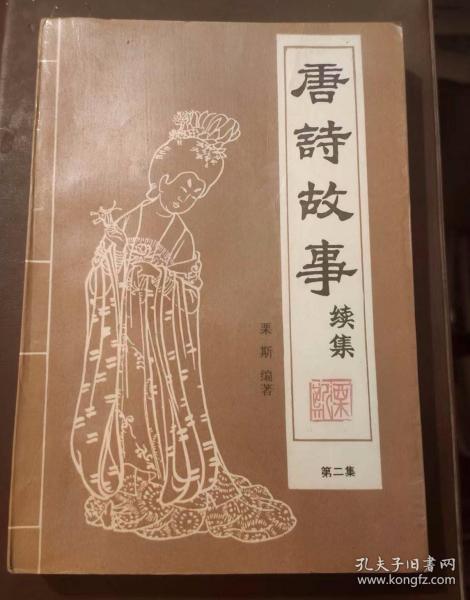 唐詩故事
续集
第二集
栗斯 编著
孔夫子旧书网
www.kongfz.com